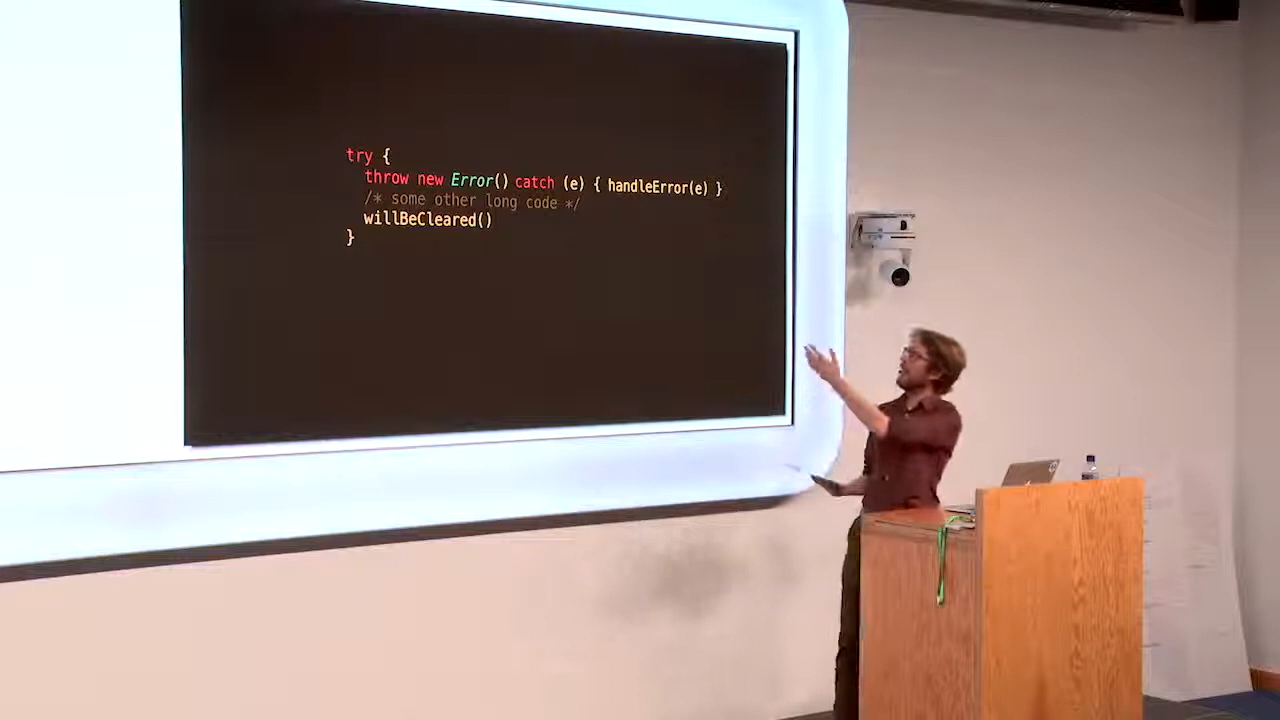 try {
throw new Error() catch (e) { handleError(e) }
/* some other long code */
willBeCleared()
}